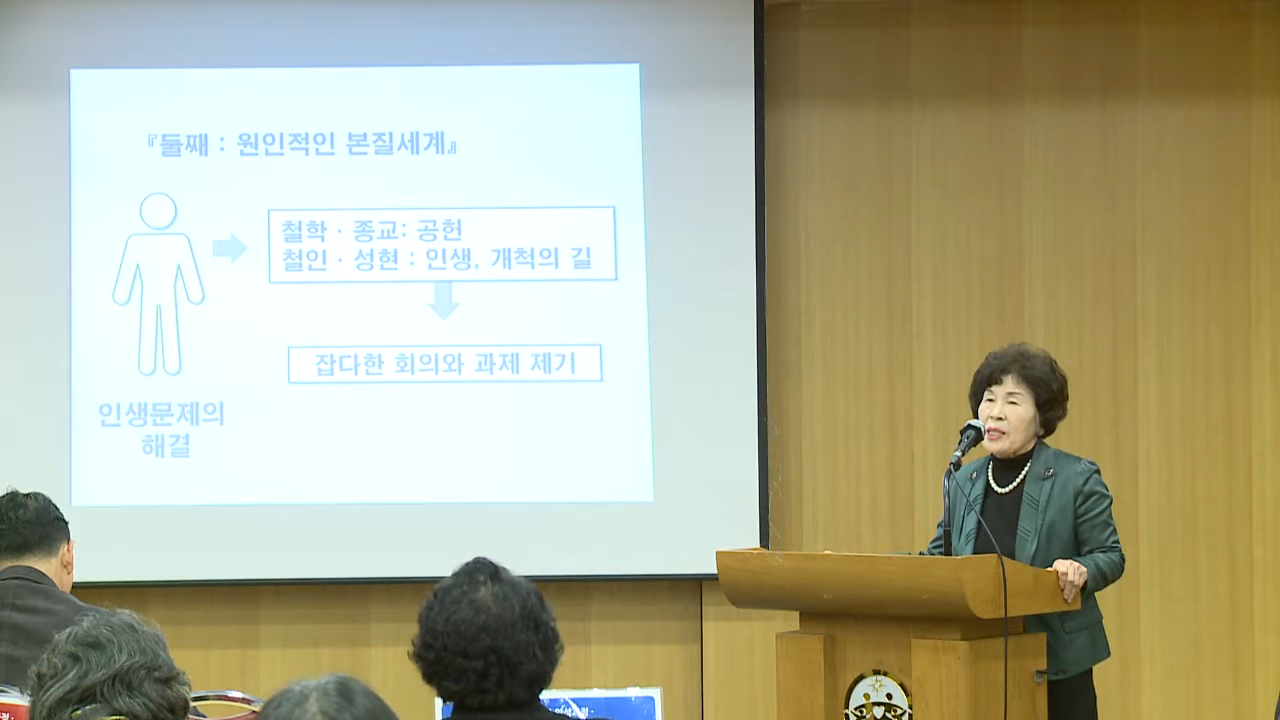 『둘째 : 원인적인 본질세계』
철학 · 종교: 공헌
철인 · 성현 : 인생, 개척의 길
잡다한 회의와 과제 제기
인생문제의
해결